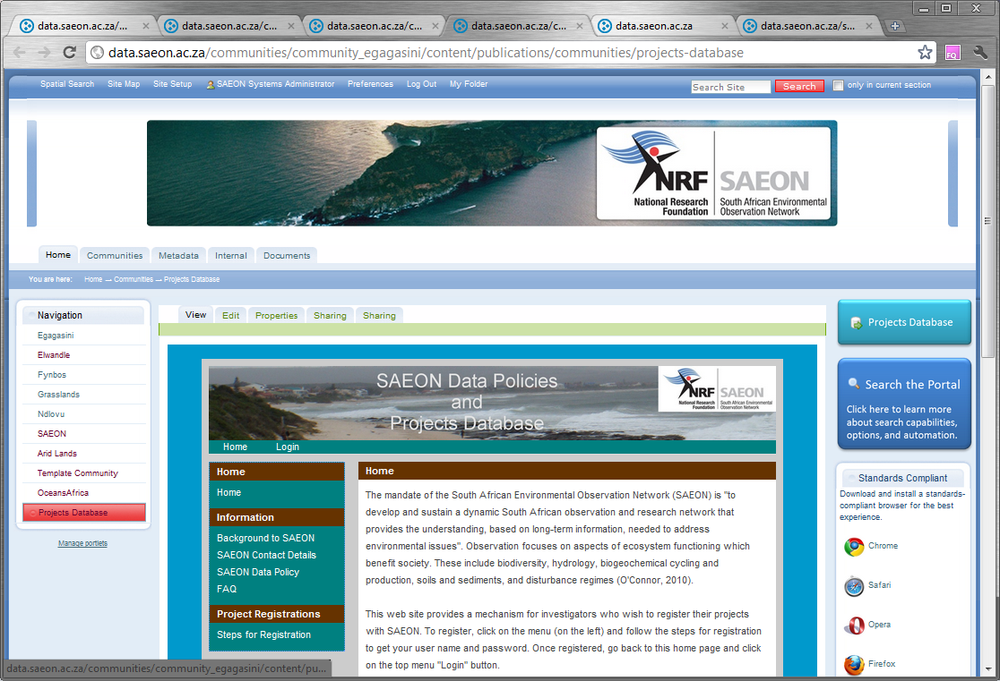 data.saeon.ac.za/...
data.saeon.ac.za/c...
data.saeon.ac.za/c...
data.saeon.ac.za/c...
data.saeon.ac.za
data.saeon.ac.za/s...
data.saeon.ac.za/communities/community_egagasini/content/publications/communities/projects-database
FQ
Spatial Search Site Map Site Setup SAEON Systems Administrator Preferences Log Out My Folder
Search Site Search only in current section
NRF SAEON
National Research Foundation
South African Environmental Observation Network
Home Communities Metadata Internal Documents
You are here: Home → Communities → Projects Database
Navigation
Egagasini
Elwandle
Fynbos
Grasslands
Ndlovu
SAEON
Arid Lands
Template Community
OceansAfrica
Projects Database
Manage portlets
View Edit Properties Sharing Sharing
SAEON Data Policies
and
Projects Database
NRF SAEON
National Research Foundation
South African Environmental Observation Network
Home Login
Home
Home
Information
Background to SAEON
SAEON Contact Details
SAEON Data Policy
FAQ
Project Registrations
Steps for Registration
Home
The mandate of the South African Environmental Observation Network (SAEON) is "to
develop and sustain a dynamic South African observation and research network that
provides the understanding, based on long-term information, needed to address
environmental issues". Observation focuses on aspects of ecosystem functioning which
benefit society. These include biodiversity, hydrology, biogeochemical cycling and
production, soils and sediments, and disturbance regimes (O'Connor, 2010).
This web site provides a mechanism for investigators who wish to register their projects
with SAEON. To register, click on the menu (on the left) and follow the steps for registration
to get your user name and password. Once registered, go back to this home page and click
on the top menu "Login" button.
Projects Database
Search the Portal
Click here to learn more
about search capabilities,
options, and automation.
Standards Compliant
Download and install a standards-
compliant browser for the best
experience.
Chrome
Safari
Opera
Firefox
data.saeon.ac.za/communities/community_egagasini/content/pu...